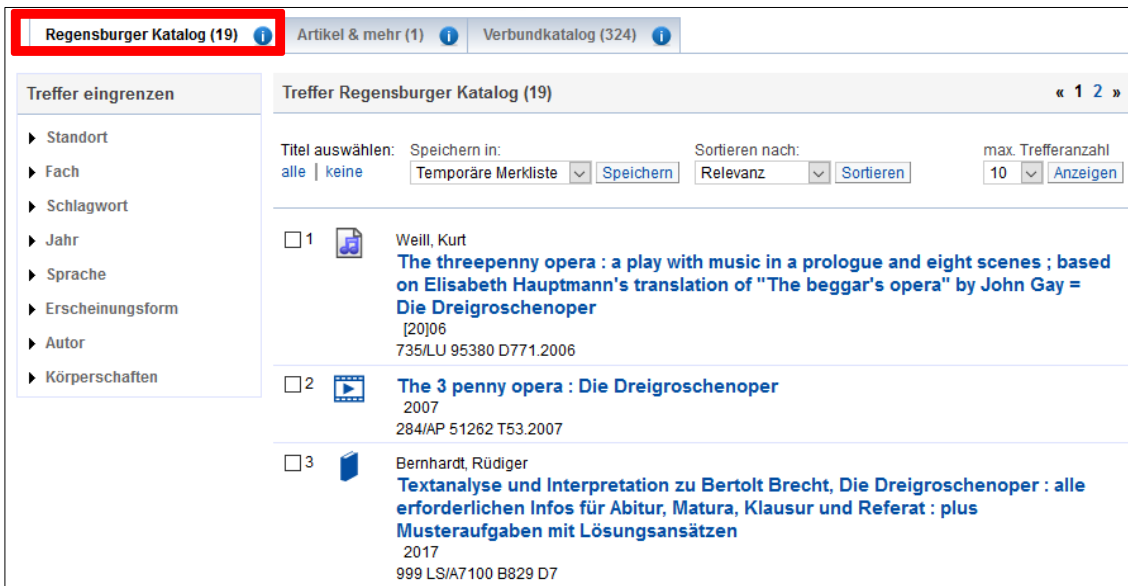 Regensburger Katalog (19) i Artikel & mehr (1) i Verbundkatalog (324) i
Treffer eingrenzen
Standort
Fach
Schlagwort
Jahr
Sprache
Erscheinungsform
Autor
Körperschaften
Treffer Regensburger Katalog (19) « 1 2 »
Titel auswählen: Speichern in: Sortieren nach: max. Trefferanzahl
alle | keine Temporäre Merkliste Speichern Relevanz Sortieren 10 Anzeigen
1 Weill, Kurt
The threepenny opera : a play with music in a prologue and eight scenes ; based
on Elisabeth Hauptmann's translation of "The beggar's opera" by John Gay =
Die Dreigroschenoper
[20]06
735/LU 95380 D771.2006
2 The 3 penny opera : Die Dreigroschenoper
2007
284/AP 51262 T53.2007
3 Bernhardt, Rüdiger
Textanalyse und Interpretation zu Bertolt Brecht, Die Dreigroschenoper : alle
erforderlichen Infos für Abitur, Matura, Klausur und Referat : plus
Musteraufgaben mit Lösungsansätzen
2017
999 LS/A7100 B829 D7